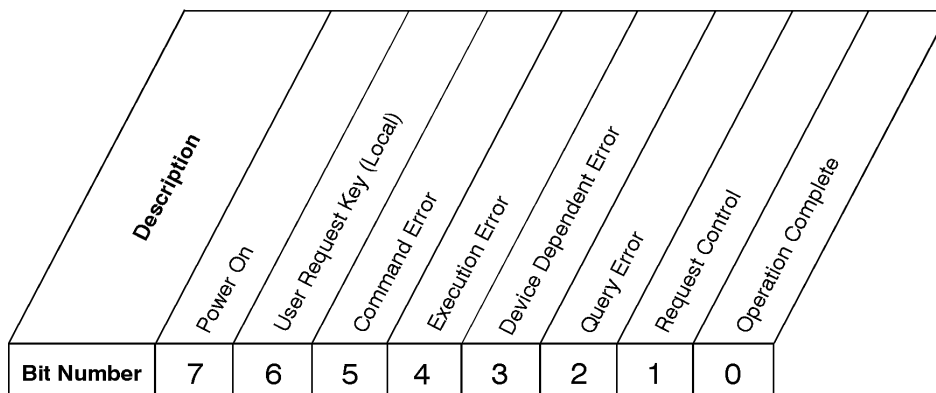 Description
Power On
User Request Key (Local)
Command Error
Execution Error
Device Dependent Error
Query Error
Request Control
Operation Complete
Bit Number 7 6 5 4 3 2 1 0